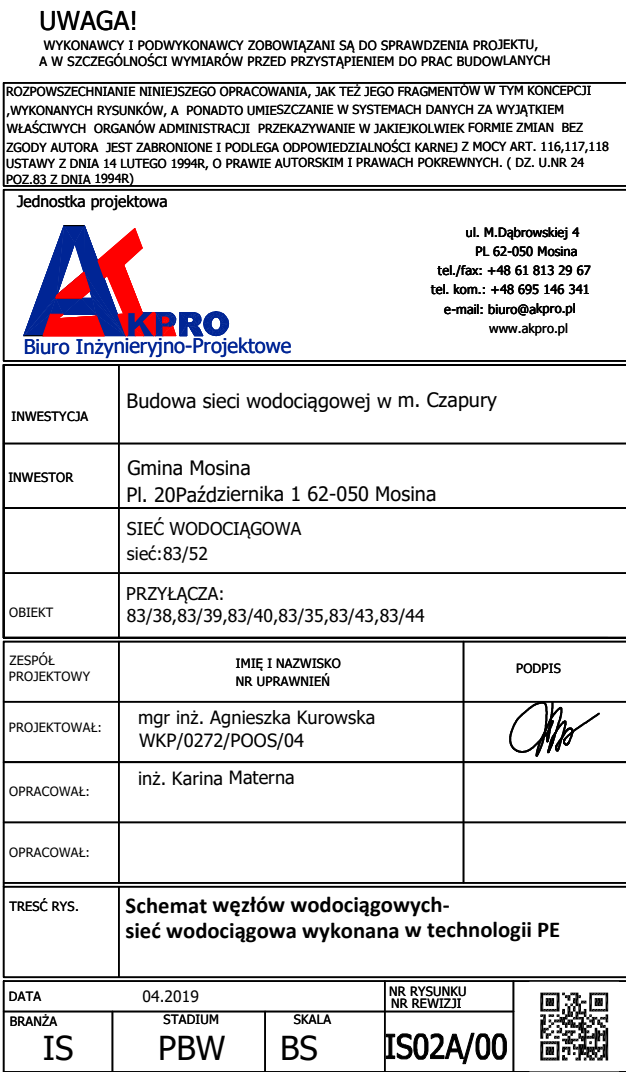 UWAGA!
WYKONAWCY I PODWYKONAWCY ZOBOWIĄZANI SĄ DO SPRAWDZENIA PROJEKTU,
A W SZCZEGÓLNOŚCI WYMIARÓW PRZED PRZYSTĄPIENIEM DO PRAC BUDOWLANYCH
ROZPOWSZECHNIANIE NINIEJSZEGO OPRACOWANIA, JAK TEŻ JEGO FRAGMENTÓW W TYM KONCEPCJI
,WYKONANYCH RYSUNKÓW, A PONADTO UMIESZCZANIE W SYSTEMACH DANYCH ZA WYJĄTKIEM
WŁAŚCIWYCH ORGANÓW ADMINISTRACJI PRZEKAZYWANIE W JAKIEJKOLWIEK FORMIE ZMIAN BEZ
ZGODY AUTORA JEST ZABRONIONE I PODLEGA ODPOWIEDZIALNOŚCI KARNEJ Z MOCY ART. 116,117,118
USTAWY Z DNIA 14 LUTEGO 1994R, O PRAWIE AUTORSKIM I PRAWACH POKREWNYCH. ( DZ. U.NR 24
POZ.83 Z DNIA 1994R)
Jednostka projektowa
AKPRO
Biuro Inżynieryjno-Projektowe
ul. M.Dąbrowskiej 4
PL 62-050 Mosina
tel./fax: +48 61 813 29 67
tel. kom.: +48 695 146 341
e-mail: biuro@akpro.pl
www.akpro.pl
INWESTYCJA
Budowa sieci wodociągowej w m. Czapury
INWESTOR
Gmina Mosina
Pl. 20Października 1 62-050 Mosina
SIEĆ WODOCIĄGOWA
sieć:83/52
OBIEKT
PRZYŁĄCZA:
83/38,83/39,83/40,83/35,83/43,83/44
ZESPÓŁ
PROJEKTOWY
IMIĘ I NAZWISKO
NR UPRAWNIEŃ
PODPIS
PROJEKTOWAŁ:
mgr inż. Agnieszka Kurowska
WKP/0272/POOS/04
OPRACOWAŁ:
inż. Karina Materna
OPRACOWAŁ:
TRESĆ RYS.
Schemat węzłów wodociągowych-
sieć wodociągowa wykonana w technologii PE
DATA
04.2019
NR RYSUNKU
NR REWIZJI
BRANŻA
IS
STADIUM
PBW
SKALA
BS
IS02A/00